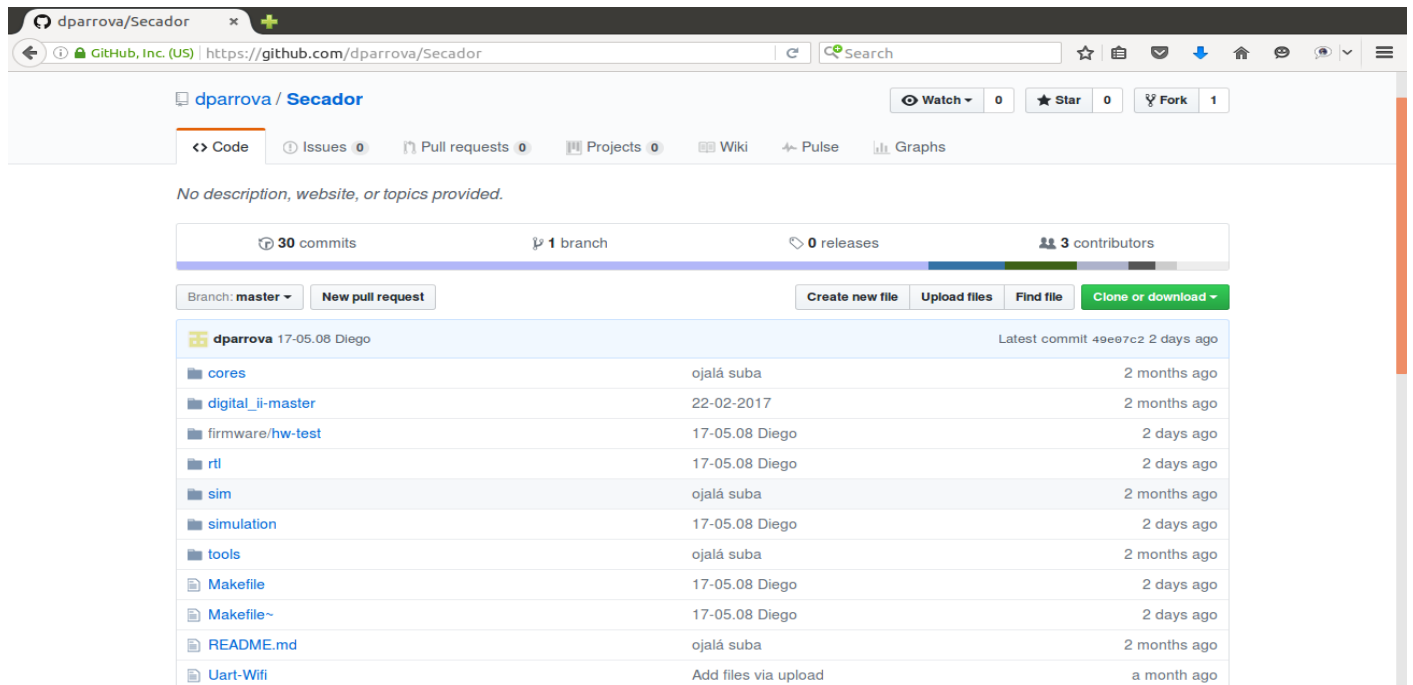 dparrova/Secador
GitHub, Inc. (US) https://github.com/dparrova/Secador Search
dparrova / Secador Watch 0 Star 0 Fork 1
Code Issues 0 Pull requests 0 Projects 0 Wiki Pulse Graphs
No description, website, or topics provided.
30 commits 1 branch 0 releases 3 contributors
Branch: master New pull request Create new file Upload files Find file Clone or download
dparrova 17-05.08 Diego Latest commit 49e07c2 2 days ago
cores ojalá suba 2 months ago
digital_ii-master 22-02-2017 2 months ago
firmware/hw-test 17-05.08 Diego 2 days ago
rtl 17-05.08 Diego 2 days ago
sim ojalá suba 2 months ago
simulation 17-05.08 Diego 2 days ago
tools ojalá suba 2 months ago
Makefile 17-05.08 Diego 2 days ago
Makefile~ 17-05.08 Diego 2 days ago
README.md ojalá suba 2 months ago
Uart-Wifi Add files via upload a month ago